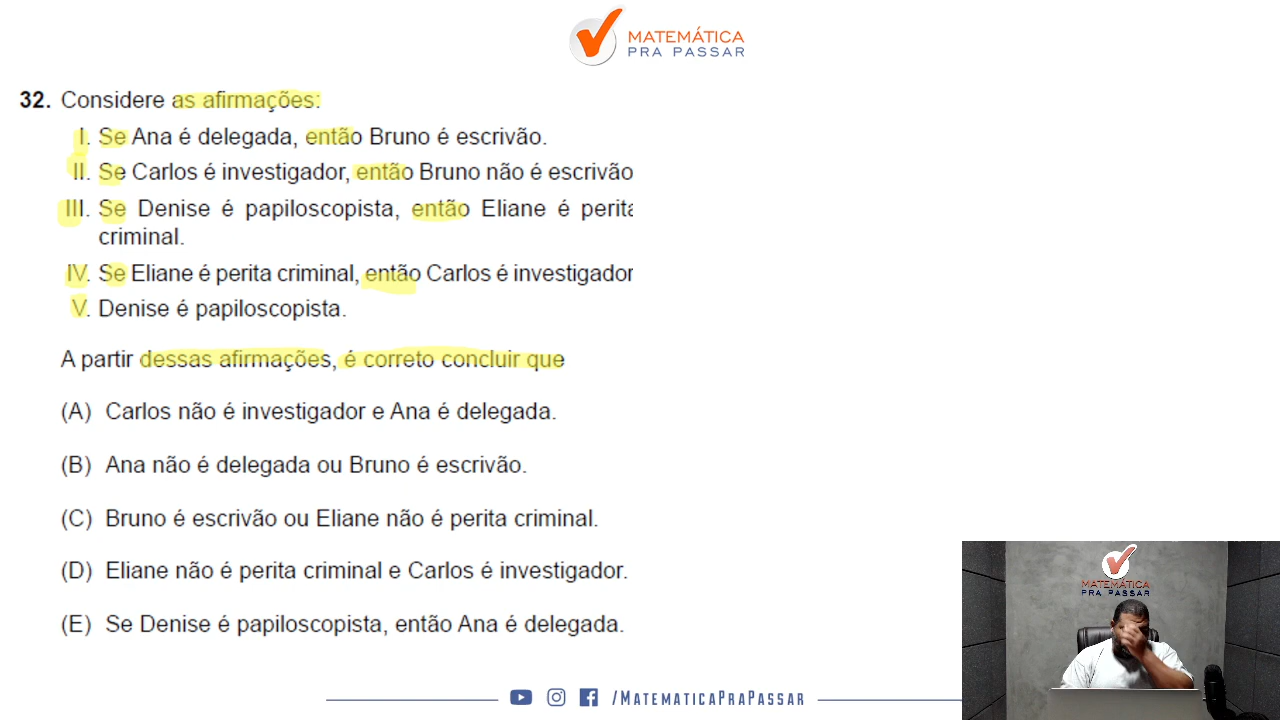 MATEMÁTICA
PRA PASSAR
32. Considere as afirmações:
I. Se Ana é delegada, então Bruno é escrivão.
II. Se Carlos é investigador, então Bruno não é escrivão
III. Se Denise é papiloscopista, então Eliane é perita
criminal.
IV. Se Eliane é perita criminal, então Carlos é investigador
V. Denise é papiloscopista.
A partir dessas afirmações, é correto concluir que
(A) Carlos não é investigador e Ana é delegada.
(B) Ana não é delegada ou Bruno é escrivão.
(C) Bruno é escrivão ou Eliane não é perita criminal.
(D) Eliane não é perita criminal e Carlos é investigador.
(E) Se Denise é papiloscopista, então Ana é delegada.
MATEMÁTICA
PRA PASSAR
/MATEMATICAPRAPASSAR